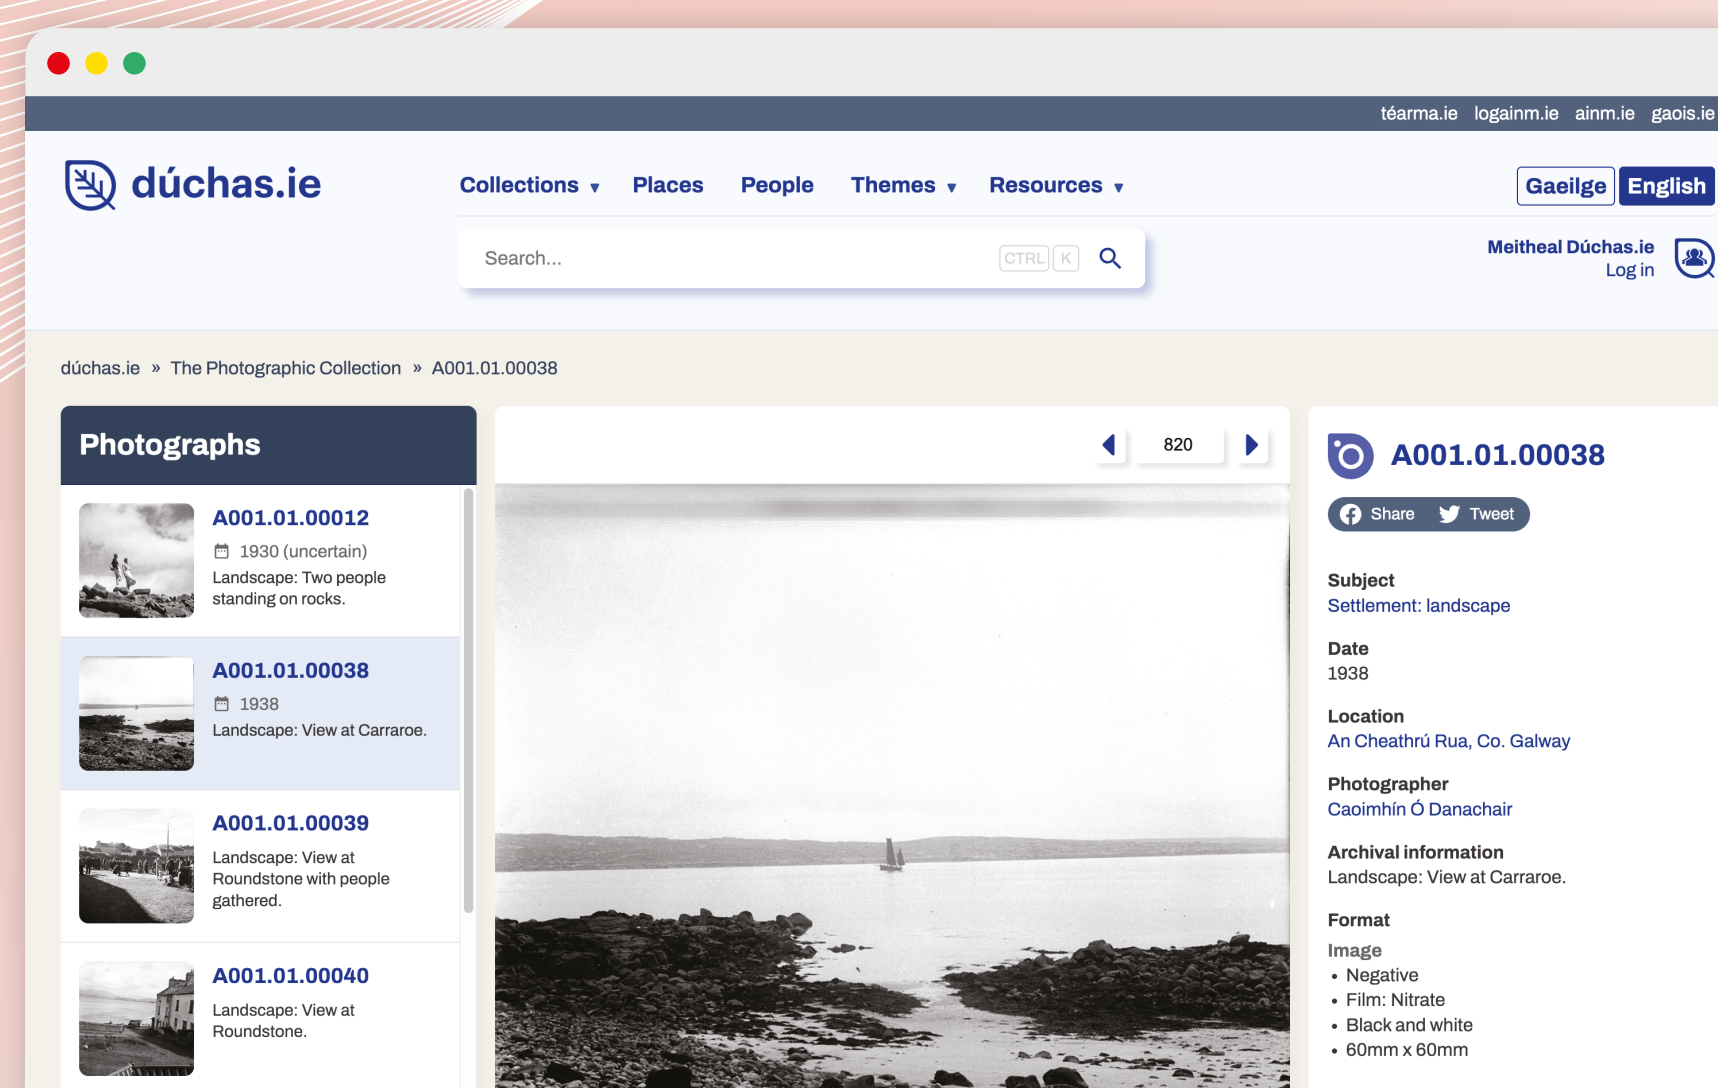 téarma.ie logainm.ie ainm.ie gaois.ie
dúchas.ie
Collections ▼ Places People Themes ▼ Resources ▼
Gaeilge English
Search... CTRL K
Meitheal Dúchas.ie
Log in
dúchas.ie » The Photographic Collection » A001.01.00038
Photographs
A001.01.00012
1930 (uncertain)
Landscape: Two people
standing on rocks.
A001.01.00038
1938
Landscape: View at Carraroe.
A001.01.00039
Landscape: View at
Roundstone with people
gathered.
A001.01.00040
Landscape: View at
Roundstone.
820
A001.01.00038
Share Tweet
Subject
Settlement: landscape
Date
1938
Location
An Cheathrú Rua, Co. Galway
Photographer
Caoimhín Ó Danachair
Archival information
Landscape: View at Carraroe.
Format
Image
• Negative
• Film: Nitrate
• Black and white
• 60mm x 60mm